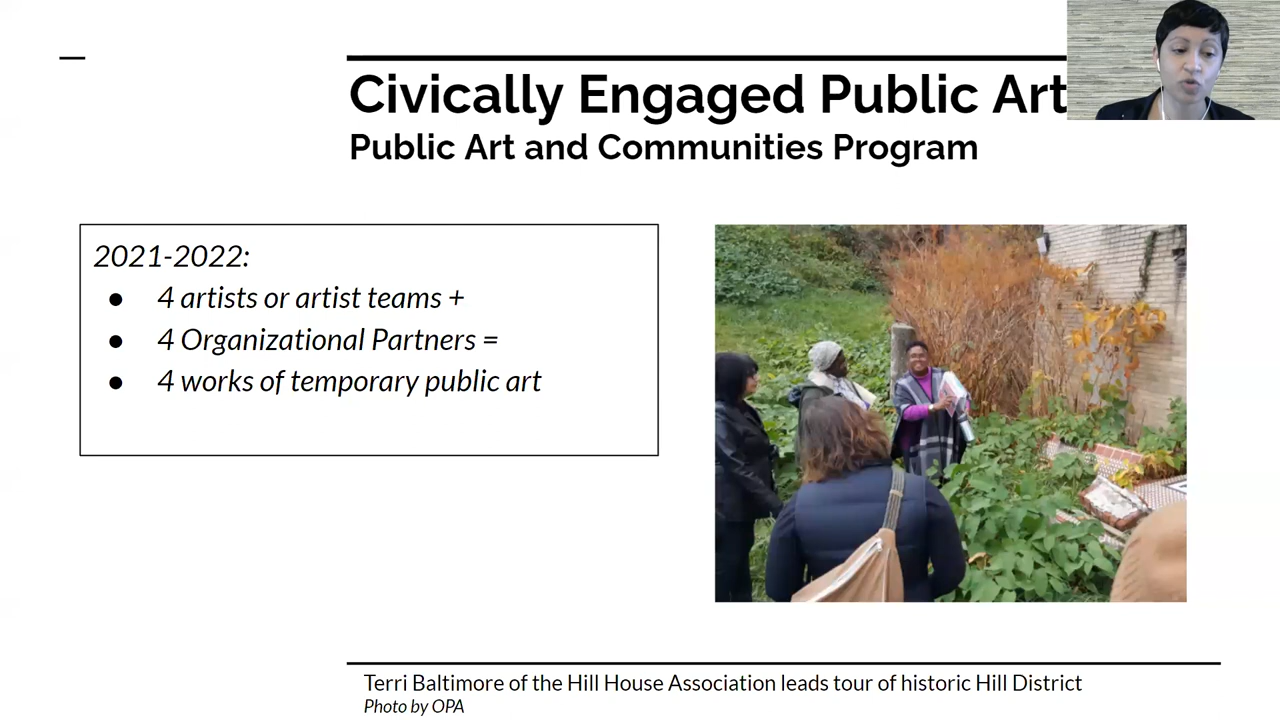 Civically Engaged Public Art
Public Art and Communities Program
2021-2022:
● 4 artists or artist teams +
● 4 Organizational Partners =
● 4 works of temporary public art
Terri Baltimore of the Hill House Association leads tour of historic Hill District
Photo by OPA